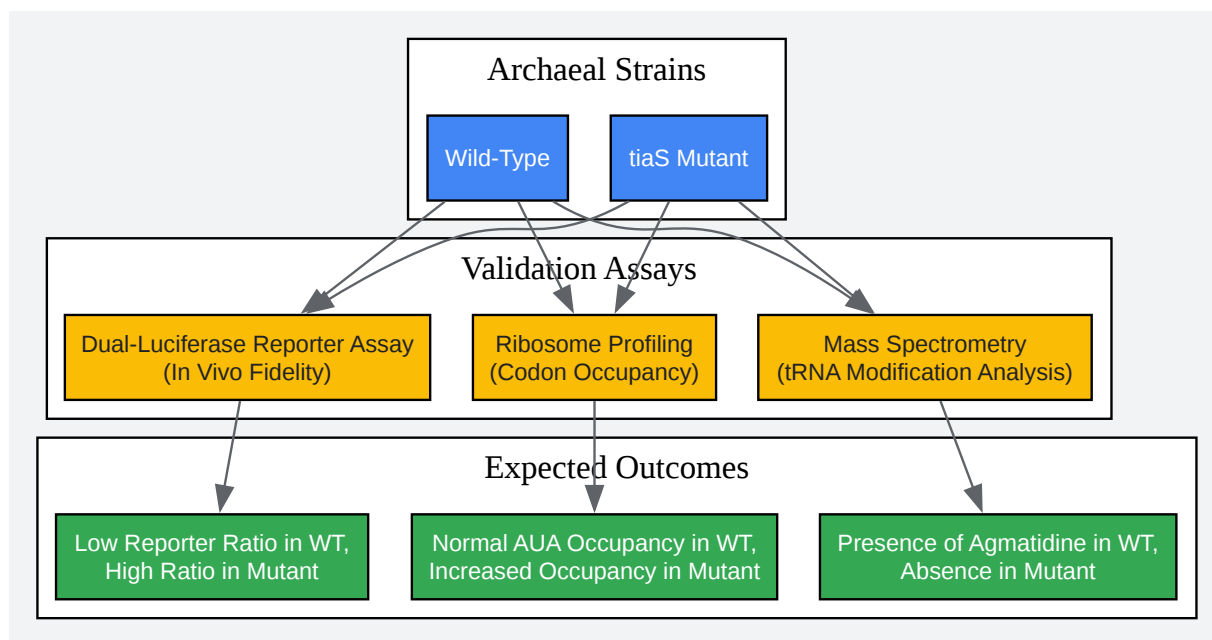 Archaeal Strains
Wild-Type
tiaS Mutant
Validation Assays
Dual-Luciferase Reporter Assay
(In Vivo Fidelity)
Ribosome Profiling
(Codon Occupancy)
Mass Spectrometry
(tRNA Modification Analysis)
Expected Outcomes
Low Reporter Ratio in WT,
High Ratio in Mutant
Normal AUA Occupancy in WT,
Increased Occupancy in Mutant
Presence of Agmatidine in WT,
Absence in Mutant